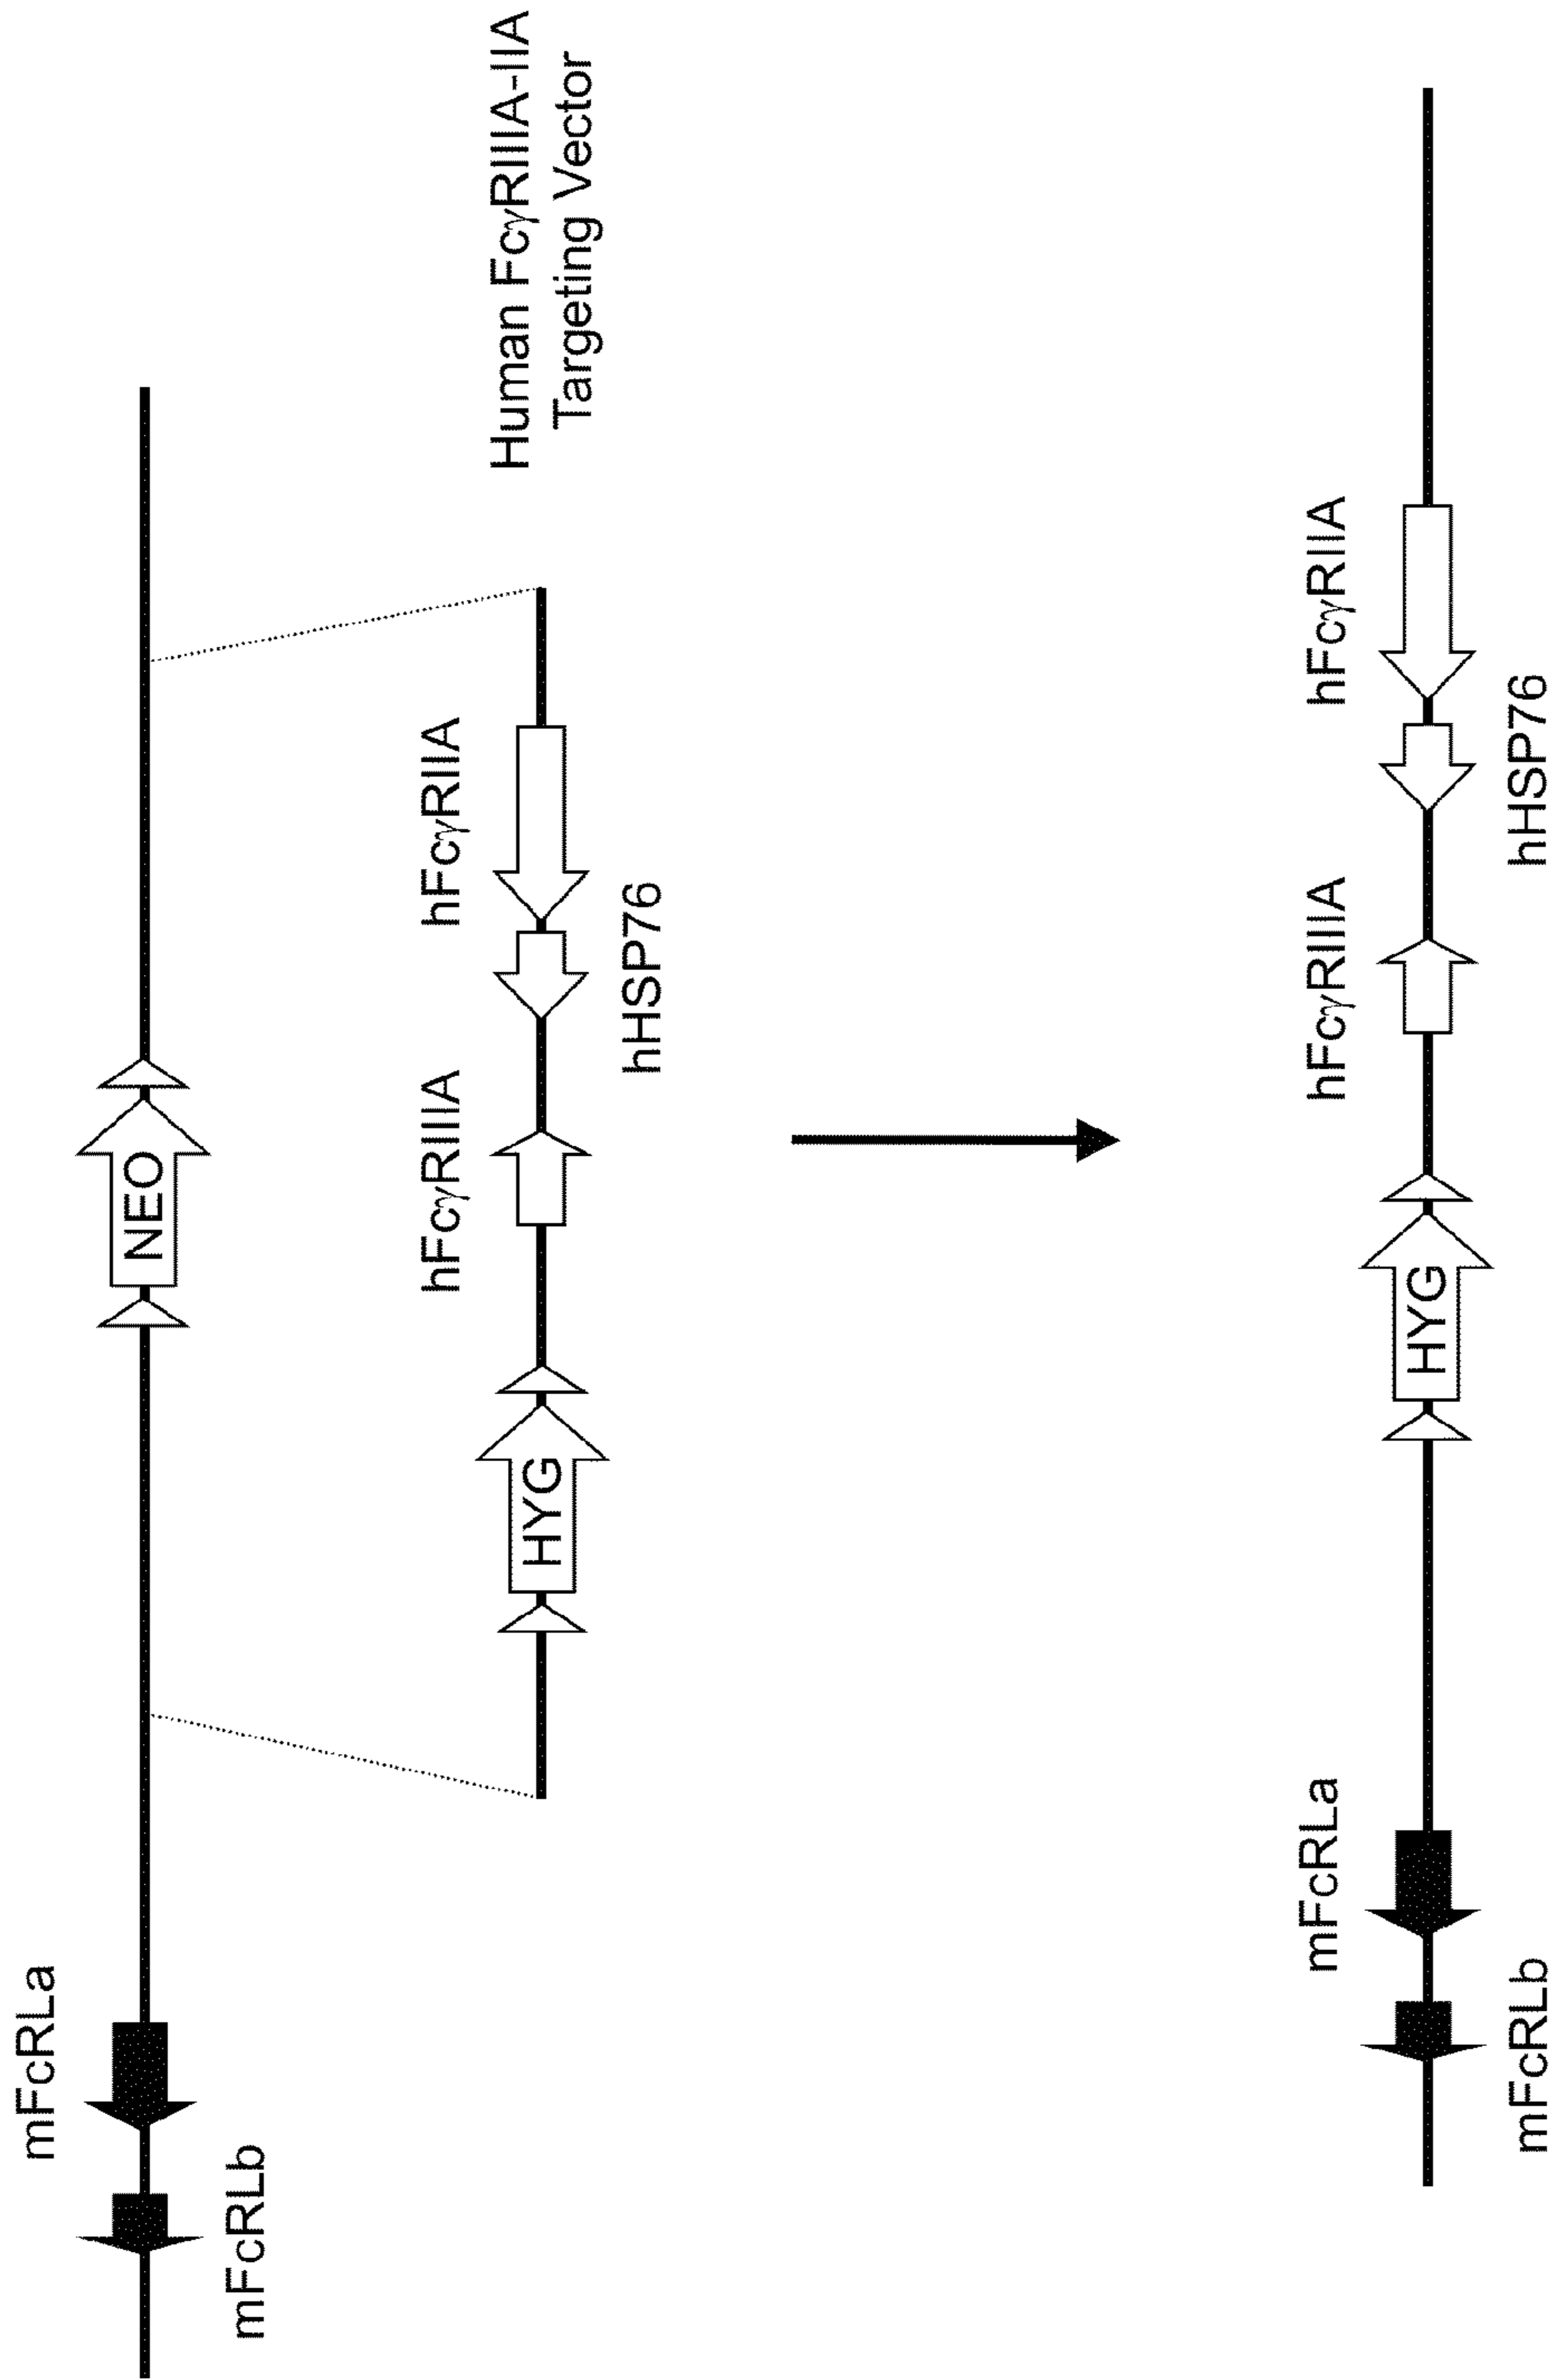 mFcRLa
NEO
mFcRLb
Human FcγRIIIA-IIA
Targeting Vector
hFcγRIIIA
hFcγRIIA
HYG
hHSP76
mFcRLa
hFcγRIIIA
hFcγRIIA
HYG
mFcRLb
hHSP76